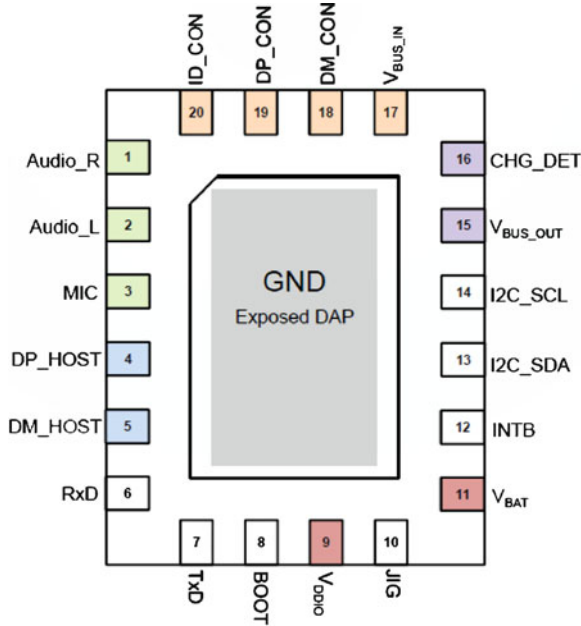 ID_CON
DP_CON
DM_CON
VBUS_IN
20
19
18
17
Audio_R 1
16 CHG_DET
Audio_L 2
15 VBUS_OUT
GND
Exposed DAP
MIC 3
14 I2C_SCL
DP_HOST 4
13 I2C_SDA
DM_HOST 5
12 INTB
RxD 6
11 VBAT
7
8
9
10
TxD
BOOT
VDDIO
JIG